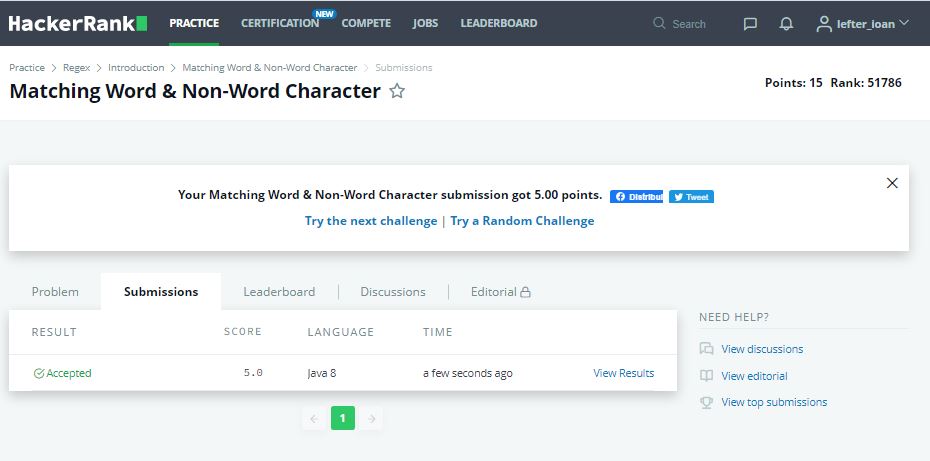 HackerRank PRACTICE CERTIFICATION NEW COMPETE JOBS LEADERBOARD Search lefter_ioan
Practice > Regex > Introduction > Matching Word & Non-Word Character > Submissions
Matching Word & Non-Word Character
Points: 15 Rank: 51786
Your Matching Word & Non-Word Character submission got 5.00 points. Distribui Tweet
Try the next challenge | Try a Random Challenge
Problem Submissions Leaderboard Discussions Editorial
RESULT SCORE LANGUAGE TIME
Accepted 5.0 Java 8 a few seconds ago View Results
1
NEED HELP?
View discussions
View editorial
View top submissions